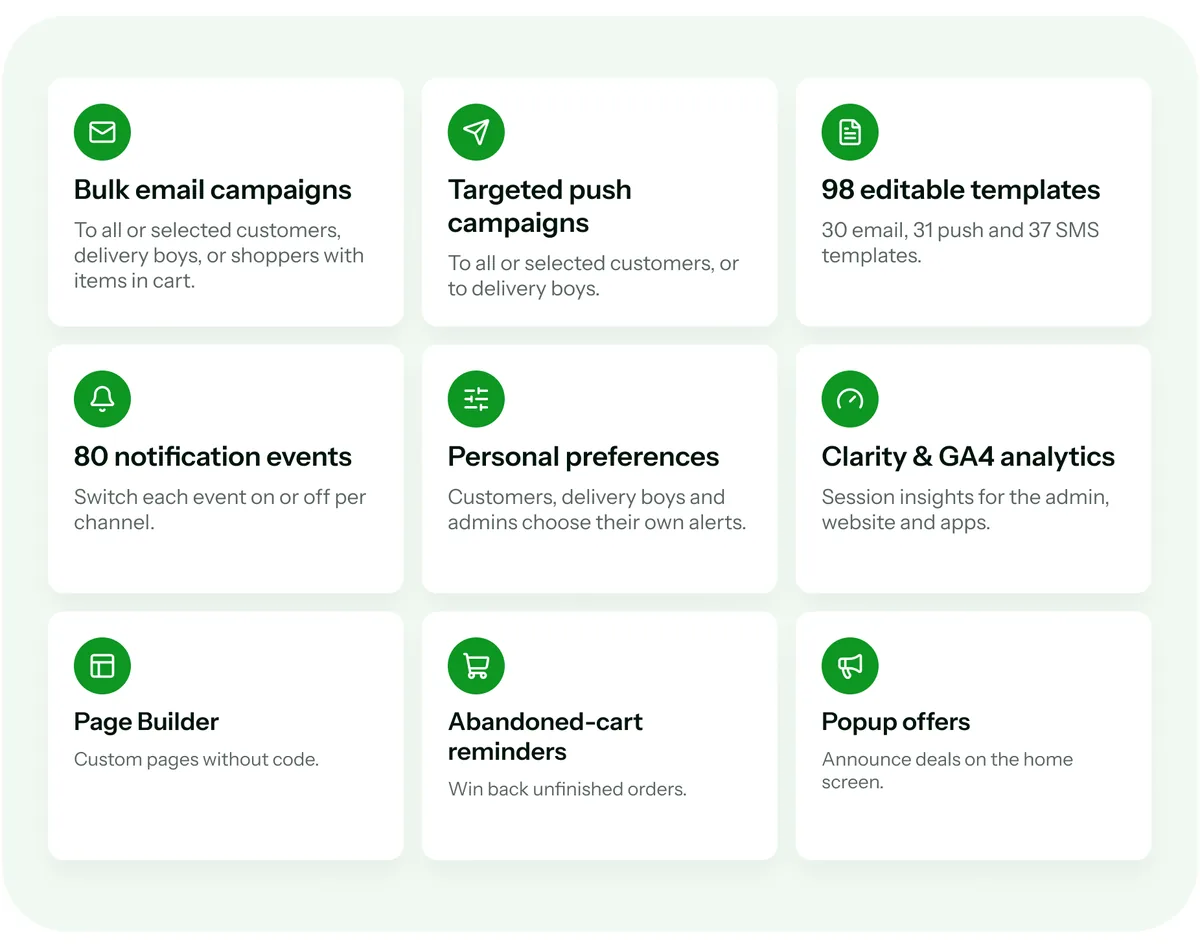 Bulk email campaigns
To all or selected customers,
delivery boys, or shoppers with
items in cart.
Targeted push
campaigns
To all or selected customers, or
to delivery boys.
98 editable templates
30 email, 31 push and 37 SMS
templates.
80 notification events
Switch each event on or off per
channel.
Personal preferences
Customers, delivery boys and
admins choose their own alerts.
Clarity & GA4 analytics
Session insights for the admin,
website and apps.
Page Builder
Custom pages without code.
Abandoned-cart
reminders
Win back unfinished orders.
Popup offers
Announce deals on the home
screen.